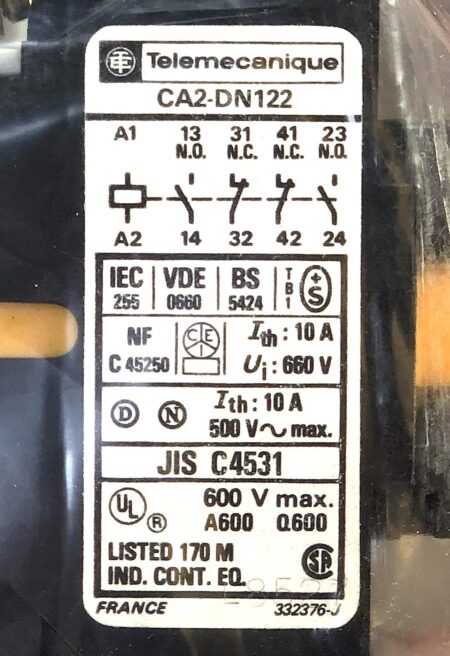 Telemecanique
CA2-DN122
A1 13 31 41 23
N.O. N.C. N.C. N.O.
A2 14 32 42 24
IEC 255 VDE 0660 BS 5424 TB1 +S
NF C 45250 CEI Ith : 10 A
Ui : 660 V
D N Ith : 10 A
500 V~ max.
JIS C4531
UL ® 600 V max.
A600 Q600
LISTED 170 M
IND. CONT. EQ.
SA
FRANCE 332376-J